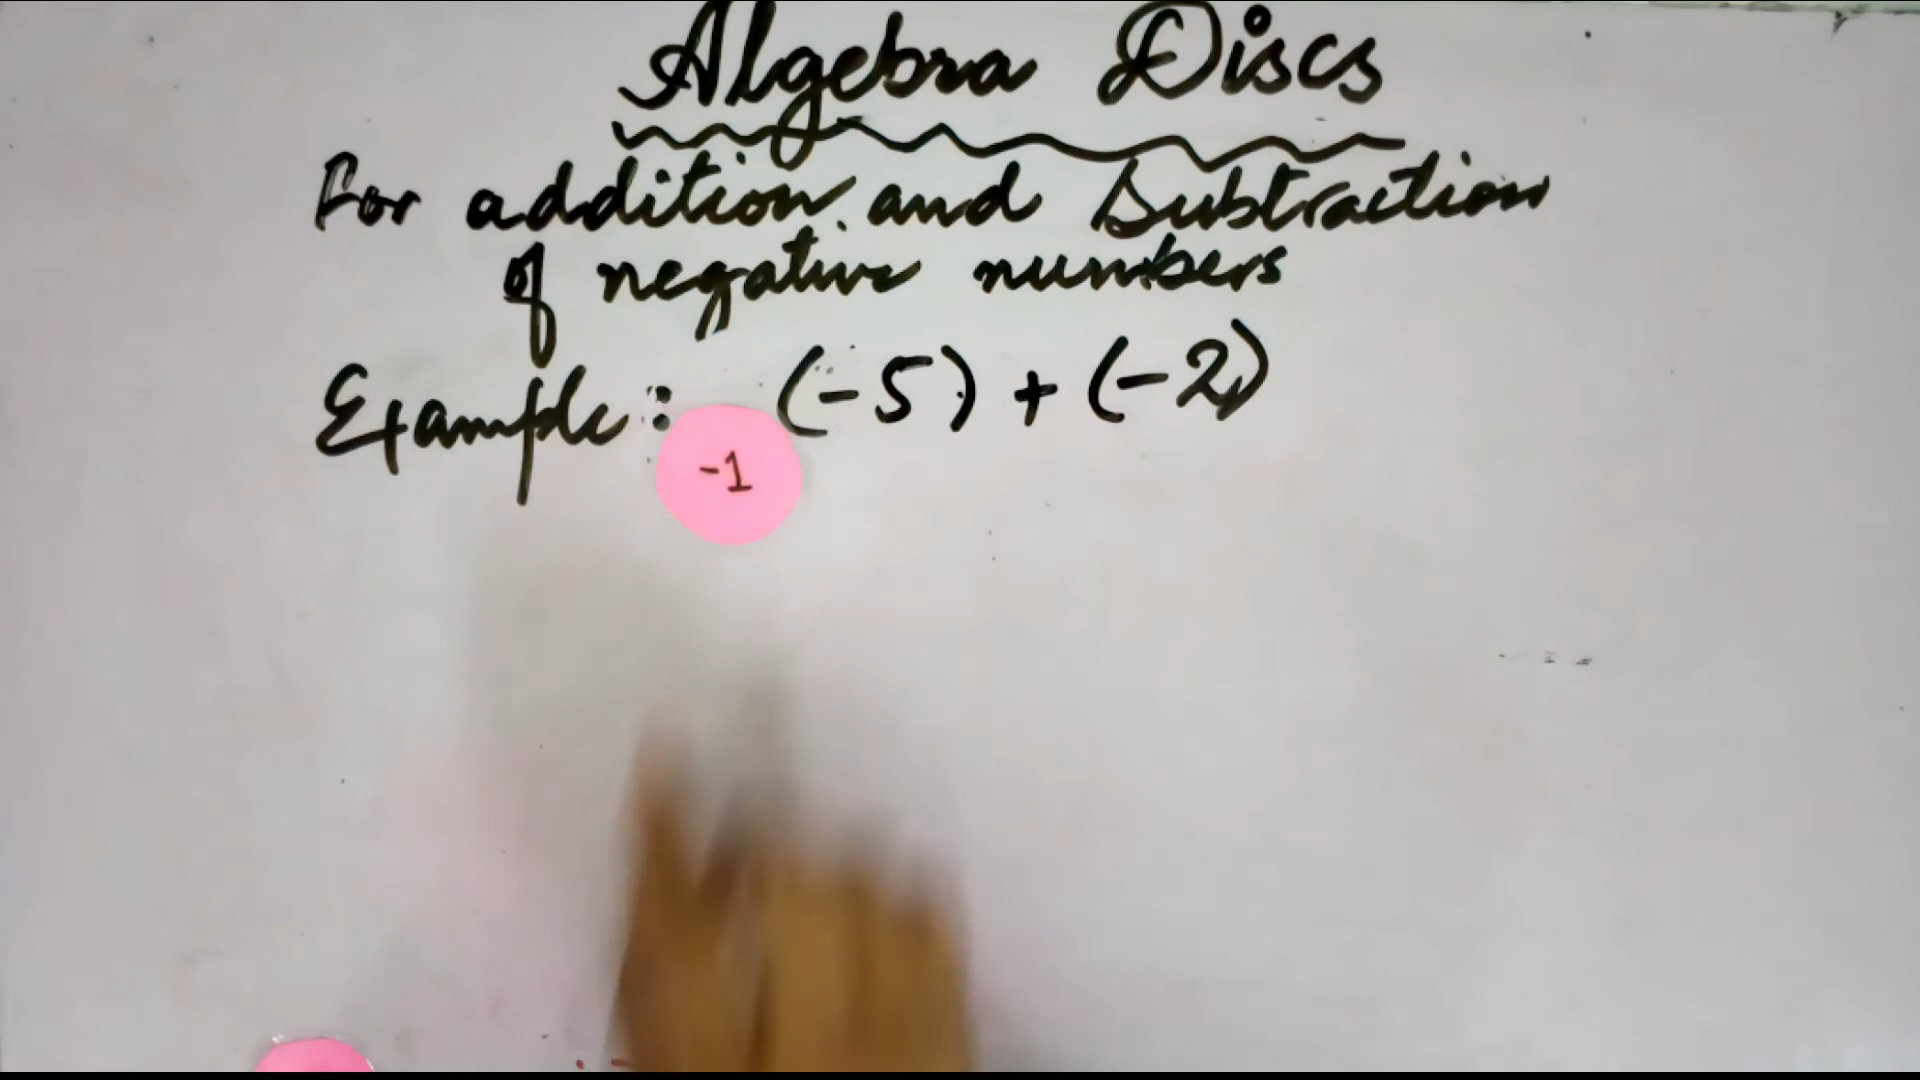 Algebra Discs
For addition and Subtraction
of negative numbers
Example: (-5) + (-2)
-1